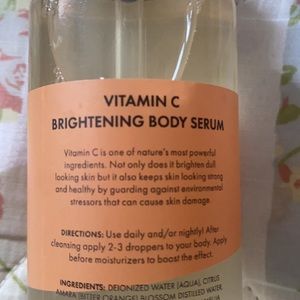 VITAMIN C
BRIGHTENING BODY SERUM
Vitamin C is one of nature's most powerful
ingredients. Not only does it brighten dull
looking skin but it also keeps skin looking strong
and healthy by guarding against environmental
stressors that can cause skin damage.
DIRECTIONS: Use daily and/or nightly! After
cleansing apply 2-3 droppers to your body. Apply
before moisturizers to boost the effect.
INGREDIENTS: DEIONIZED WATER (AQUA), CITRUS
AMARA (BITTER ORANGE) BLOSSOM DISTILLED WATER